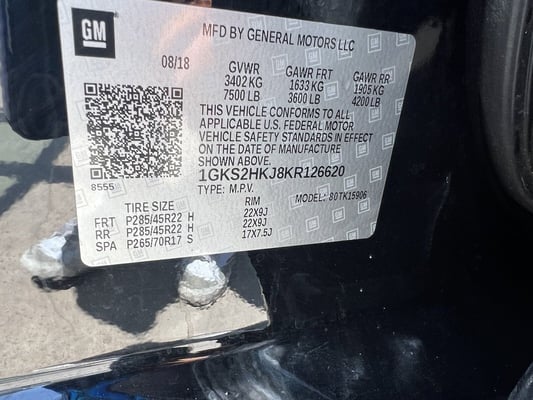 GM
MFD BY GENERAL MOTORS LLC
08/18 GVWR GAWR FRT GAWR RR
3402 KG 1633 KG 1905 KG
7500 LB 3600 LB 4200 LB
THIS VEHICLE CONFORMS TO ALL
APPLICABLE U.S. FEDERAL MOTOR
VEHICLE SAFETY STANDARDS IN EFFECT
ON THE DATE OF MANUFACTURE
SHOWN ABOVE.
8555
1GKS2HKJ8KR126620
TYPE: M.P.V. MODEL: 80TK15906
TIRE SIZE RIM
FRT P285/45R22 H 22X9J
RR P285/45R22 H 22X9J
SPA P265/70R17 S 17X7.5J